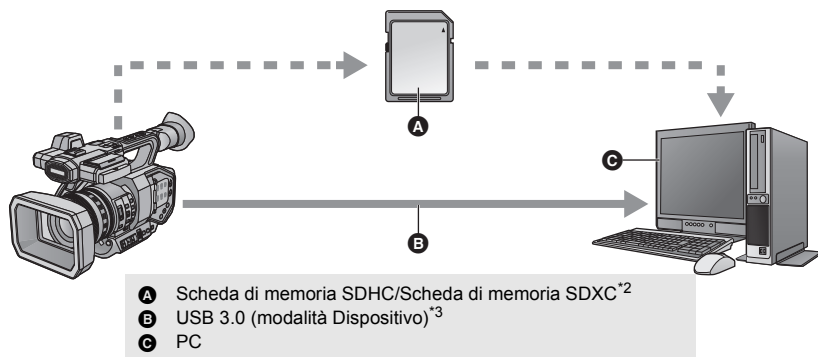 A
C
B
A Scheda di memoria SDHC/Scheda di memoria SDXC*2
B USB 3.0 (modalità Dispositivo)*3
C PC